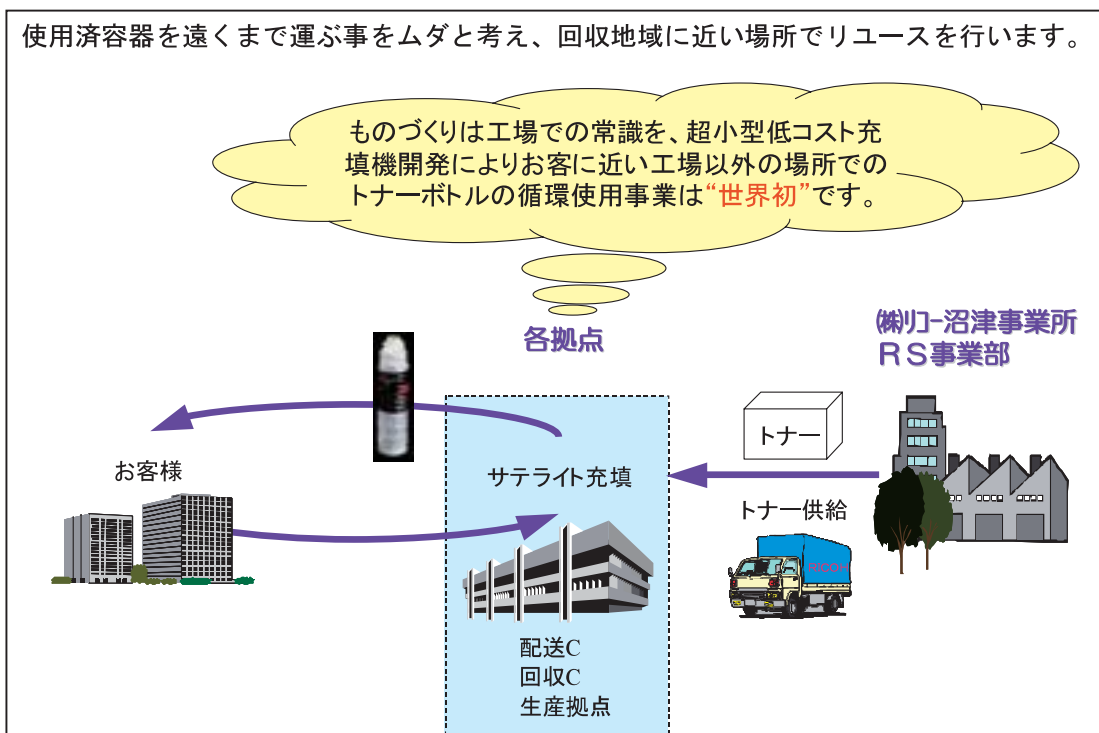 使用済容器を遠くまで運ぶ事をムダと考え、回収地域に近い場所でリユースを行います。
ものづくりは工場での常識を、超小型低コスト充
填機開発によりお客に近い工場以外の場所での
トナーボトルの循環使用事業は“世界初”です。
各拠点
㈱リコー沼津事業所
ＲＳ事業部
トナー
お客様
サテライト充填
トナー供給
RICOH
配送C
回収C
生産拠点